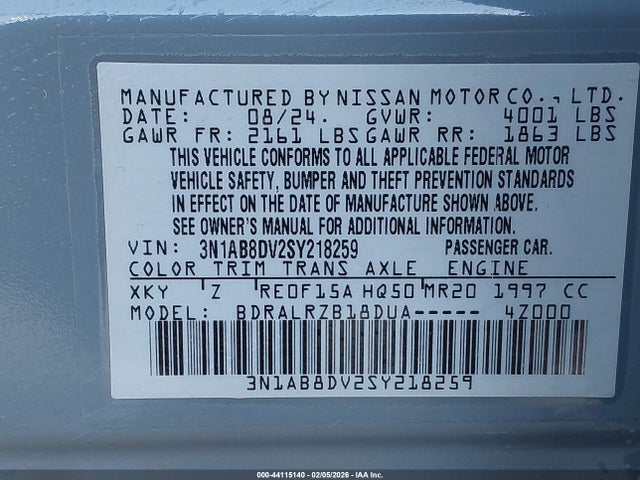 MANUFACTURED BY NISSAN MOTOR CO., LTD.
DATE: 08/24. GVWR: 4001 LBS
GAWR FR: 2161 LBS GAWR RR: 1863 LBS
THIS VEHICLE CONFORMS TO ALL APPLICABLE FEDERAL MOTOR
VEHICLE SAFETY, BUMPER AND THEFT PREVENTION STANDARDS
IN EFFECT ON THE DATE OF MANUFACTURE SHOWN ABOVE.
SEE OWNER'S MANUAL FOR ADDITIONAL INFORMATION.
VIN: 3N1AB8DV2SY218259 PASSENGER CAR.
COLOR TRIM TRANS AXLE ENGINE
XKY Z RE0F15A HQ50 MR20 1997 CC
MODEL: BDRALRZB18DUA----- 4Z000
3N1AB8DV2SY218259
000-44115140 - 02/05/2026 - IAA Inc.